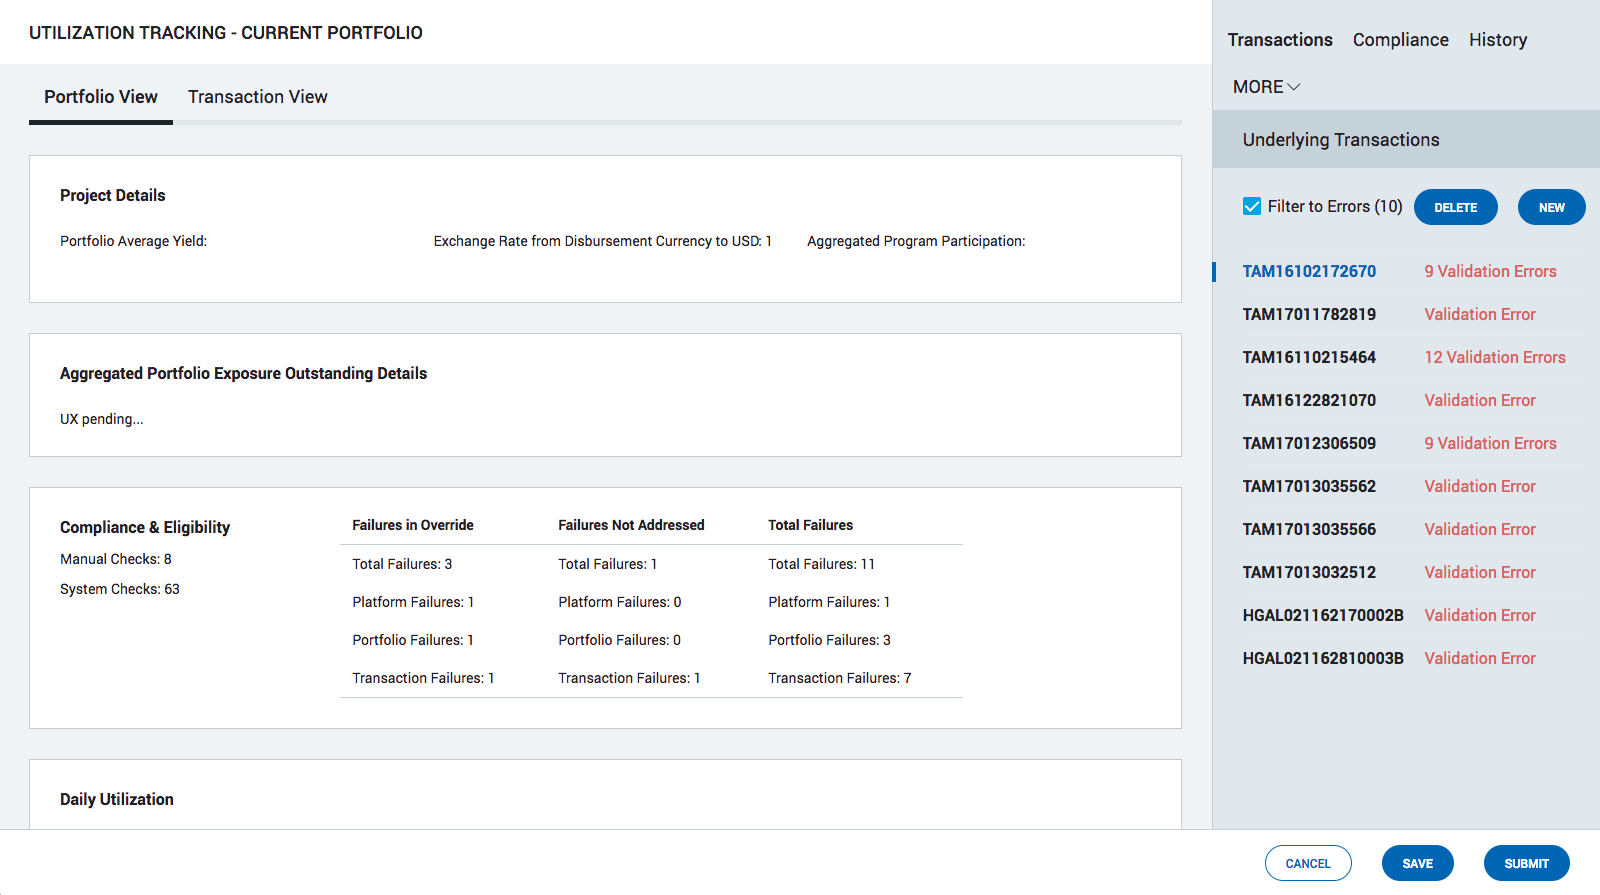 UTILIZATION TRACKING - CURRENT PORTFOLIO
Portfolio View
Transaction View
Project Details
Portfolio Average Yield:
Exchange Rate from Disbursement Currency to USD: 1
Aggregated Program Participation:
Aggregated Portfolio Exposure Outstanding Details
UX pending...
Compliance & Eligibility
Manual Checks: 8
System Checks: 63
Failures in Override
Failures Not Addressed
Total Failures
Total Failures: 3
Total Failures: 1
Total Failures: 11
Platform Failures: 1
Platform Failures: 0
Platform Failures: 1
Portfolio Failures: 1
Portfolio Failures: 0
Portfolio Failures: 3
Transaction Failures: 1
Transaction Failures: 1
Transaction Failures: 7
Daily Utilization
Transactions
Compliance
History
MORE
Underlying Transactions
Filter to Errors (10)
DELETE
NEW
TAM16102172670 9 Validation Errors
TAM17011782819 Validation Error
TAM16110215464 12 Validation Errors
TAM16122821070 Validation Error
TAM17012306509 9 Validation Errors
TAM17013035562 Validation Error
TAM17013035566 Validation Error
TAM17013032512 Validation Error
HGAL021162170002B Validation Error
HGAL021162810003B Validation Error
CANCEL
SAVE
SUBMIT